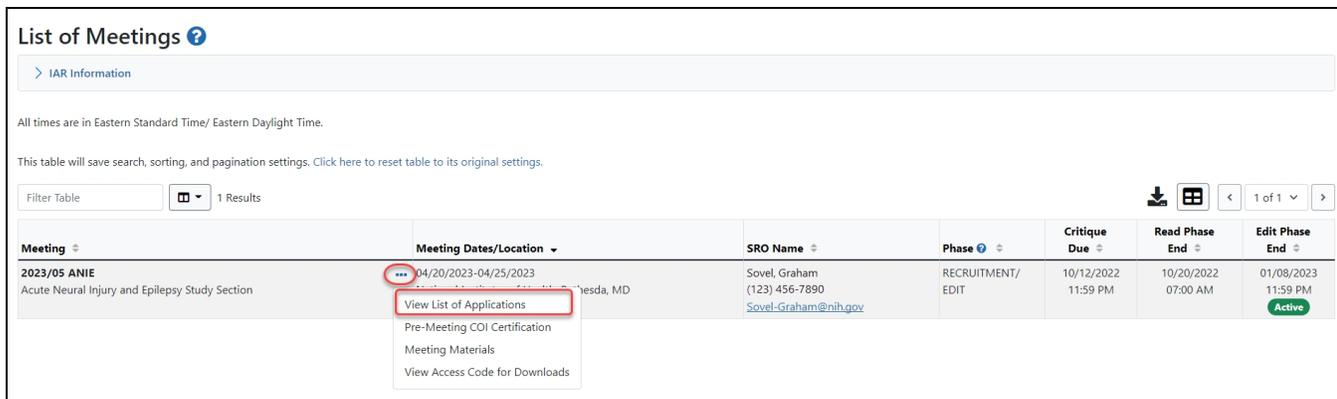 List of Meetings ?
IAR Information
All times are in Eastern Standard Time/ Eastern Daylight Time.
This table will save search, sorting, and pagination settings. Click here to reset table to its original settings.
Filter Table
1 Results
1 of 1
Meeting
Meeting Dates/Location
SRO Name
Phase ?
Critique
Due
Read Phase
End
Edit Phase
End
2023/05 ANIE
Acute Neural Injury and Epilepsy Study Section
04/20/2023-04/25/2023
hesda, MD
Sovel, Graham
(123) 456-7890
Sovel-Graham@nih.gov
RECRUITMENT/
EDIT
10/12/2022
11:59 PM
10/20/2022
07:00 AM
01/08/2023
11:59 PM
Active
View List of Applications
Pre-Meeting COI Certification
Meeting Materials
View Access Code for Downloads